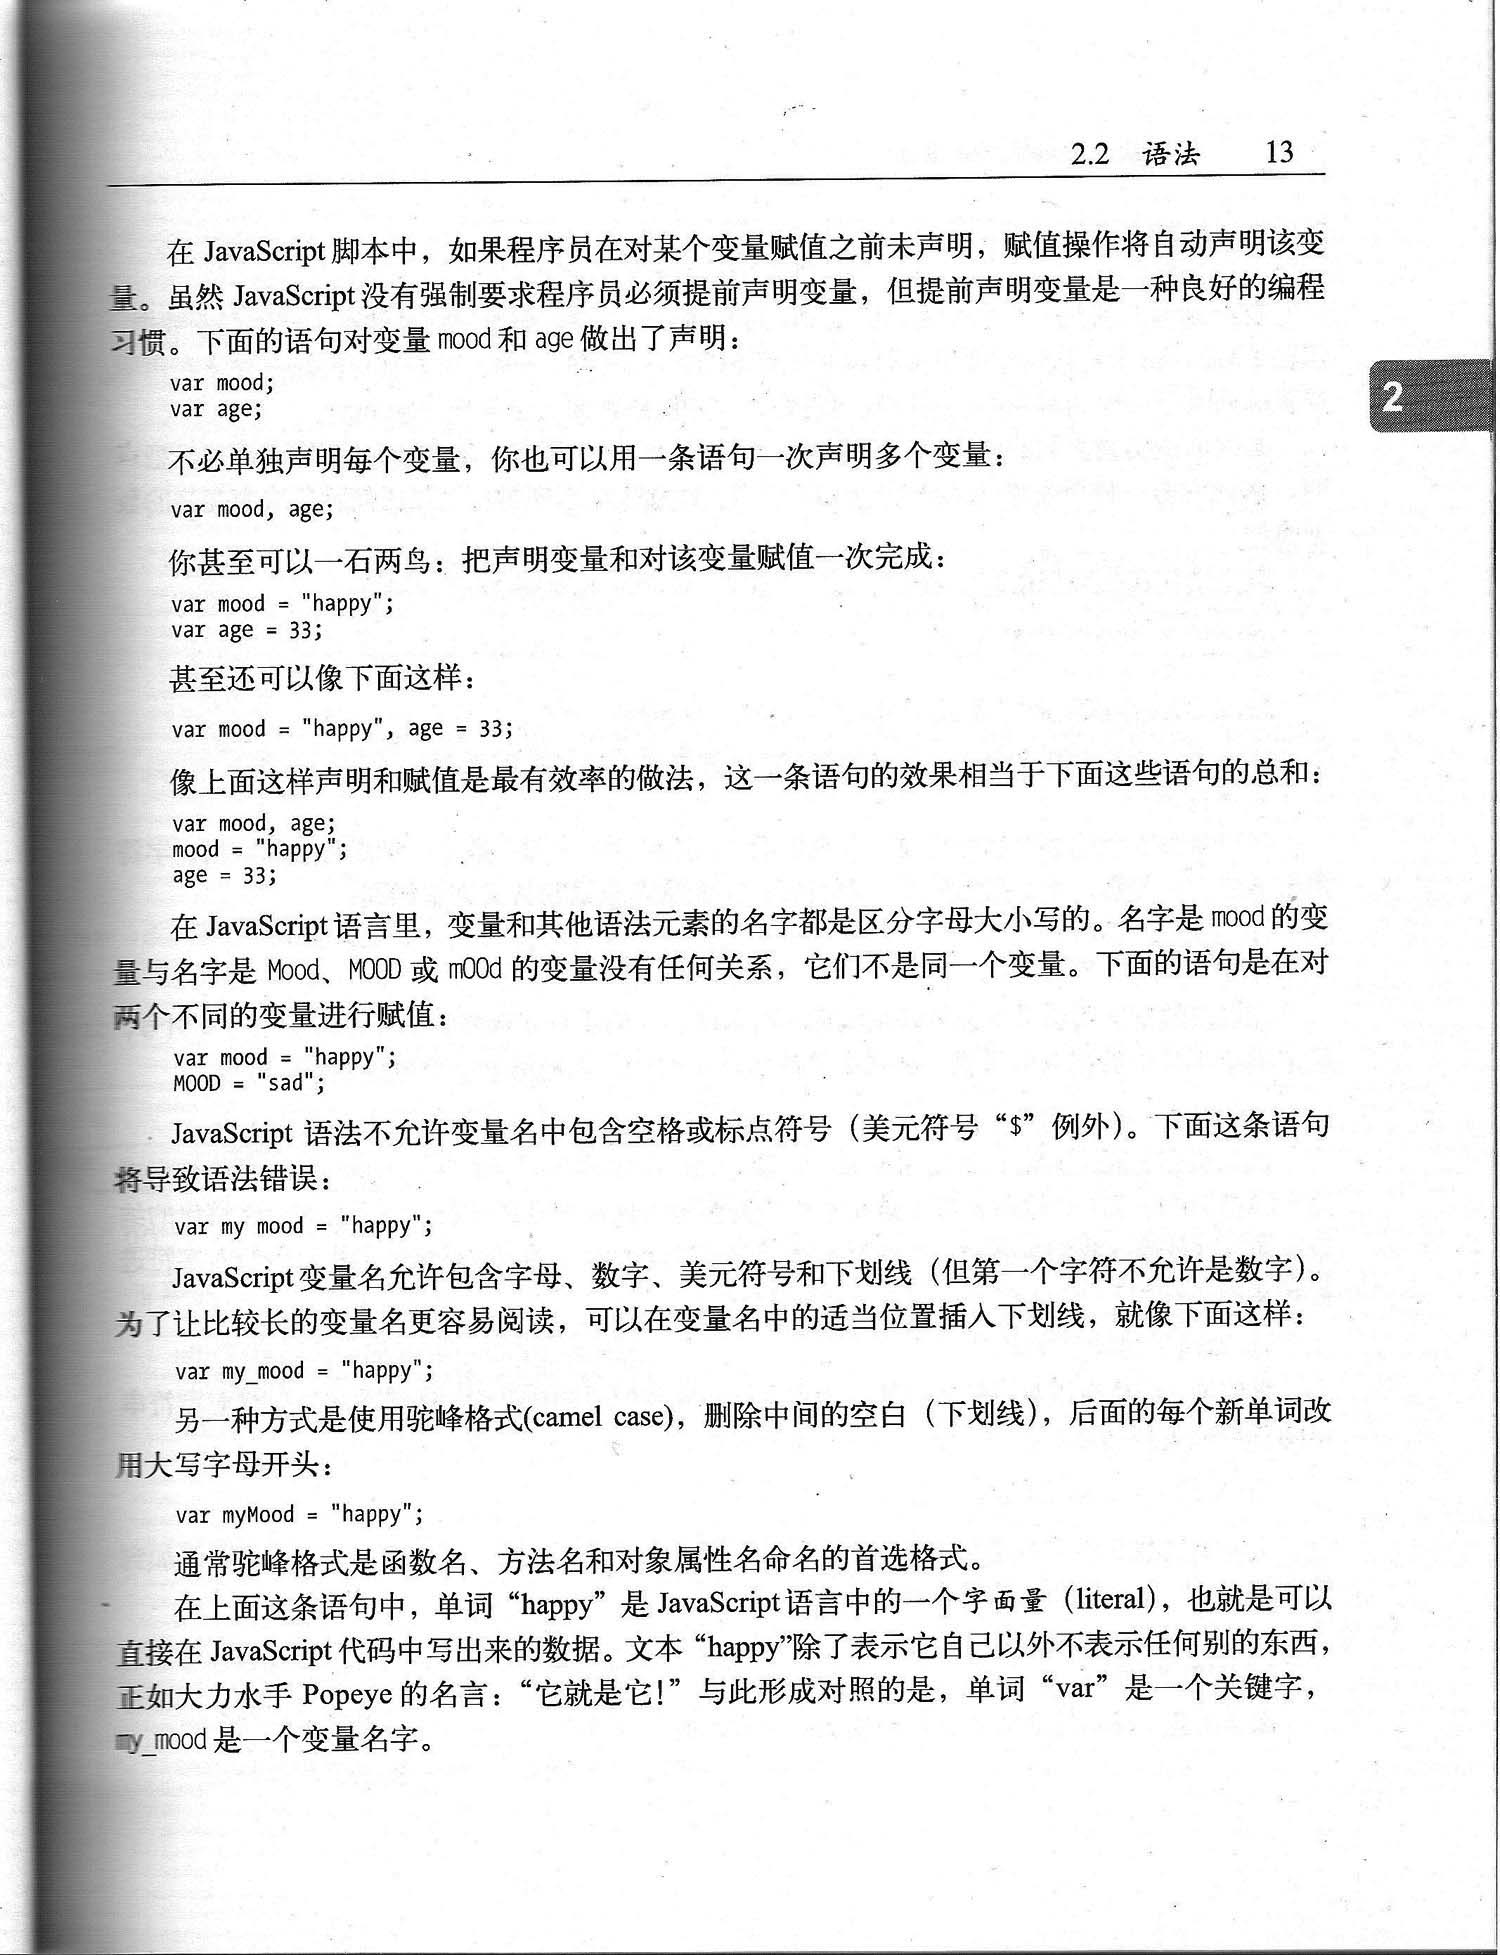 2.2 语法 13
在 JavaScript 脚本中，如果程序员在对某个变量赋值之前未声明，赋值操作将自动声明该变
量。虽然 JavaScript 没有强制要求程序员必须提前声明变量，但提前声明变量是一种良好的编程
习惯。下面的语句对变量 mood 和 age 做出了声明：
var mood;
var age;
2
不必单独声明每个变量，你也可以用一条语句一次声明多个变量：
var mood, age;
你甚至可以一石两鸟：把声明变量和对该变量赋值一次完成：
var mood = "happy";
var age = 33;
甚至还可以像下面这样：
var mood = "happy", age = 33;
像上面这样声明和赋值是最有效率的做法，这一条语句的效果相当于下面这些语句的总和：
var mood, age;
mood = "happy";
age = 33;
在 JavaScript 语言里，变量和其他语法元素的名字都是区分字母大小写的。名字是 mood 的变
量与名字是 Mood、MOOD 或 mOOd 的变量没有任何关系，它们不是同一个变量。下面的语句是在对
两个不同的变量进行赋值：
var mood = "happy";
MOOD = "sad";
JavaScript 语法不允许变量名中包含空格或标点符号（美元符号“$”例外）。下面这条语句
将导致语法错误：
var my mood = "happy";
JavaScript 变量名允许包含字母、数字、美元符号和下划线（但第一个字符不允许是数字）。
为了让比较长的变量名更容易阅读，可以在变量名中的适当位置插入下划线，就像下面这样：
var my_mood = "happy";
另一种方式是使用驼峰格式(camel case)，删除中间的空白（下划线），后面的每个新单词改
用大写字母开头：
var myMood = "happy";
通常驼峰格式是函数名、方法名和对象属性名命名的首选格式。
在上面这条语句中，单词“happy”是 JavaScript 语言中的一个字面量（literal），也就是可以
直接在 JavaScript 代码中写出来的数据。文本“happy”除了表示它自己以外不表示任何别的东西，
正如大力水手 Popeye 的名言：“它就是它！”与此形成对照的是，单词“var”是一个关键字，
my_mood 是一个变量名字。